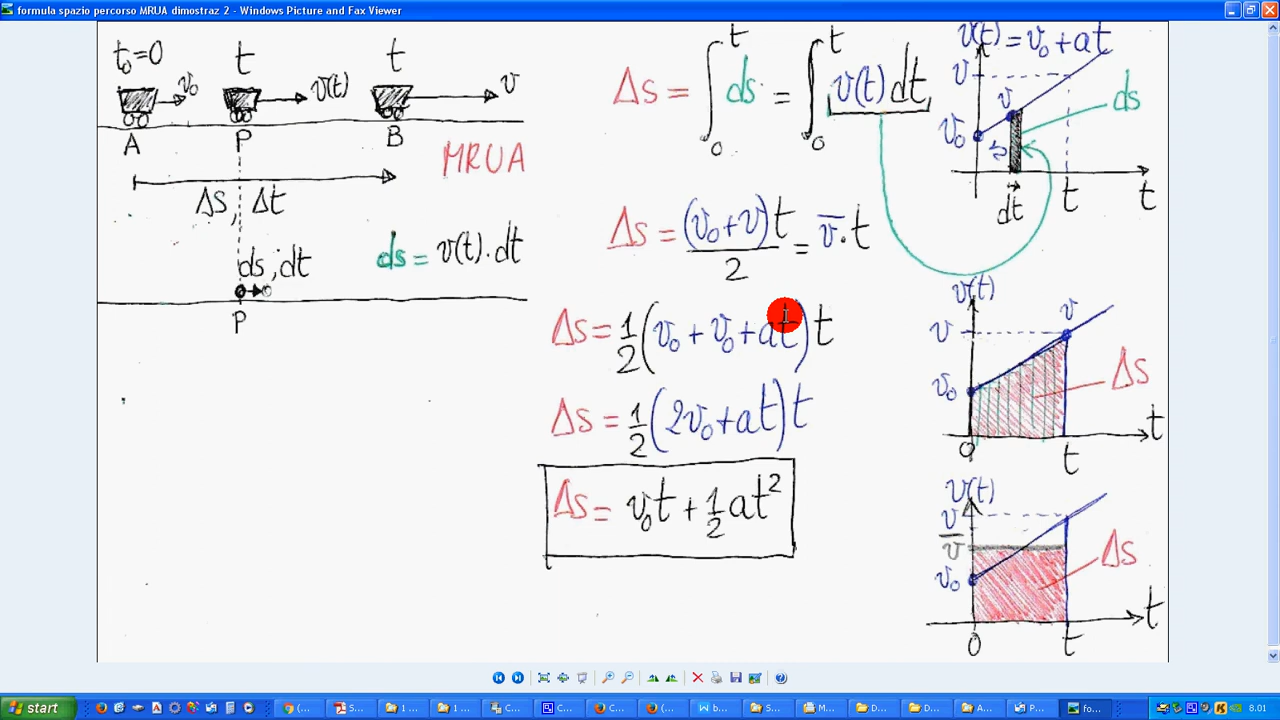 formula spazio percorso MRUA dimostraz 2 - Windows Picture and Fax Viewer
t₀=0 t t
v₀ v(t) v
A P B
MRUA
Δs, Δt
ds, dt
ds = v(t)·dt
P
Δs = ∫₀ᵗ ds = ∫₀ᵗ v(t)dt
Δs = (v₀+v)t/2 = v̅·t
Δs = 1/2(v₀ + v₀ + at)t
Δs = 1/2(2v₀+at)t
Δs = v₀t + 1/2at²
v(t)=v₀+at
v
v
ds
v₀
dt t t
v(t)
v
v
v₀
Δs
0 t t
v(t)
v
v̅
Δs
v₀
0 t t
start
8.01